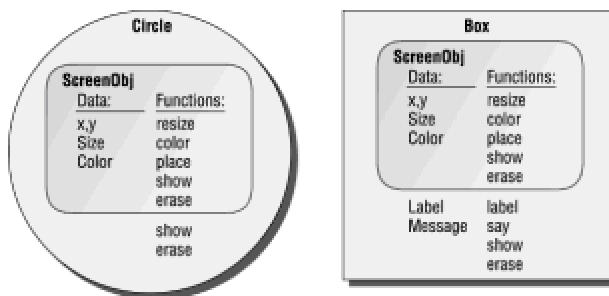 Circle
ScreenObj
Data: Functions:
x,y resize
Size color
Color place
show
erase
show
erase
Box
ScreenObj
Data: Functions:
x,y resize
Size color
Color place
show
erase
Label label
Message say
show
erase